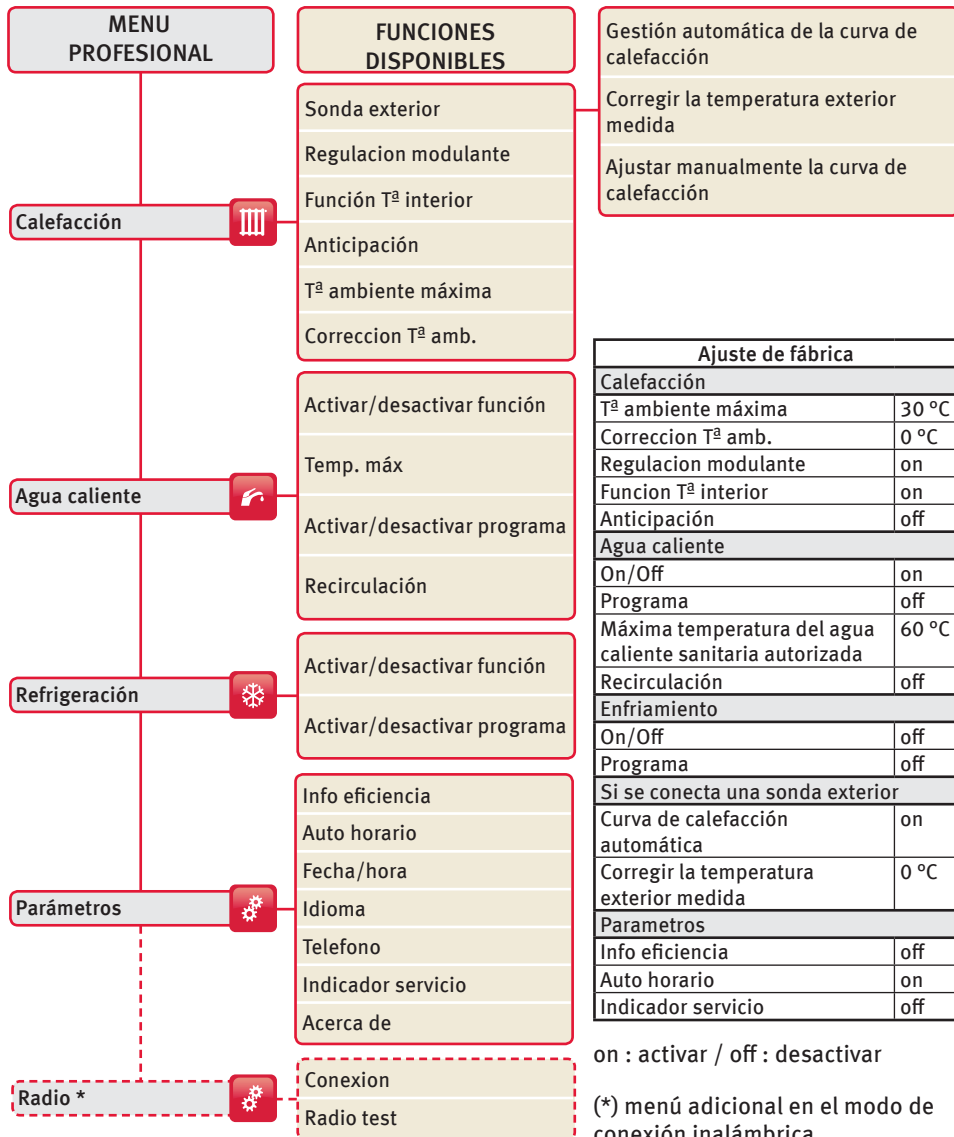 MENU
PROFESIONAL
FUNCIONES
DISPONIBLES
Gestión automática de la curva de
calefacción
Corregir la temperatura exterior
medida
Ajustar manualmente la curva de
calefacción
Calefacción
Sonda exterior
Regulacion modulante
Función Tª interior
Anticipación
Tª ambiente máxima
Correccion Tª amb.
Agua caliente
Activar/desactivar función
Temp. máx
Activar/desactivar programa
Recirculación
Refrigeración
Activar/desactivar función
Activar/desactivar programa
Parámetros
Info eficiencia
Auto horario
Fecha/hora
Idioma
Telefono
Indicador servicio
Acerca de
Radio *
Conexion
Radio test
Ajuste de fábrica
Calefacción
Tª ambiente máxima 30 °C
Correccion Tª amb. 0 °C
Regulacion modulante on
Funcion Tª interior on
Anticipación off
Agua caliente
On/Off on
Programa off
Máxima temperatura del agua 60 °C
caliente sanitaria autorizada
Recirculación off
Enfriamiento
On/Off off
Programa off
Si se conecta una sonda exterior
Curva de calefacción on
automática
Corregir la temperatura 0 °C
exterior medida
Parametros
Info eficiencia off
Auto horario on
Indicador servicio off
on : activar / off : desactivar
(*) menú adicional en el modo de
conexión inalámbrica